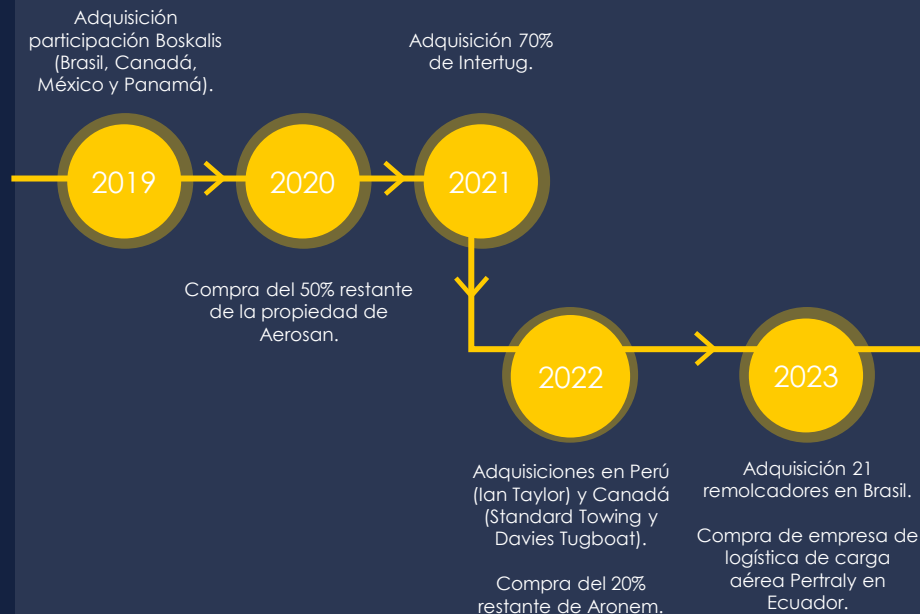 Adquisición
participación Boskalis
(Brasil, Canadá,
México y Panamá).
2019
2020
Compra del 50% restante
de la propiedad de
Aerosan.
Adquisición 70%
de Intertug.
2021
2022
Adquisiciones en Perú
(Ian Taylor) y Canadá
(Standard Towing y
Davies Tugboat).
Compra del 20%
restante de Aronem.
2023
Adquisición 21
remolcadores en Brasil.
Compra de empresa de
logística de carga
aérea Pertraly en
Ecuador.